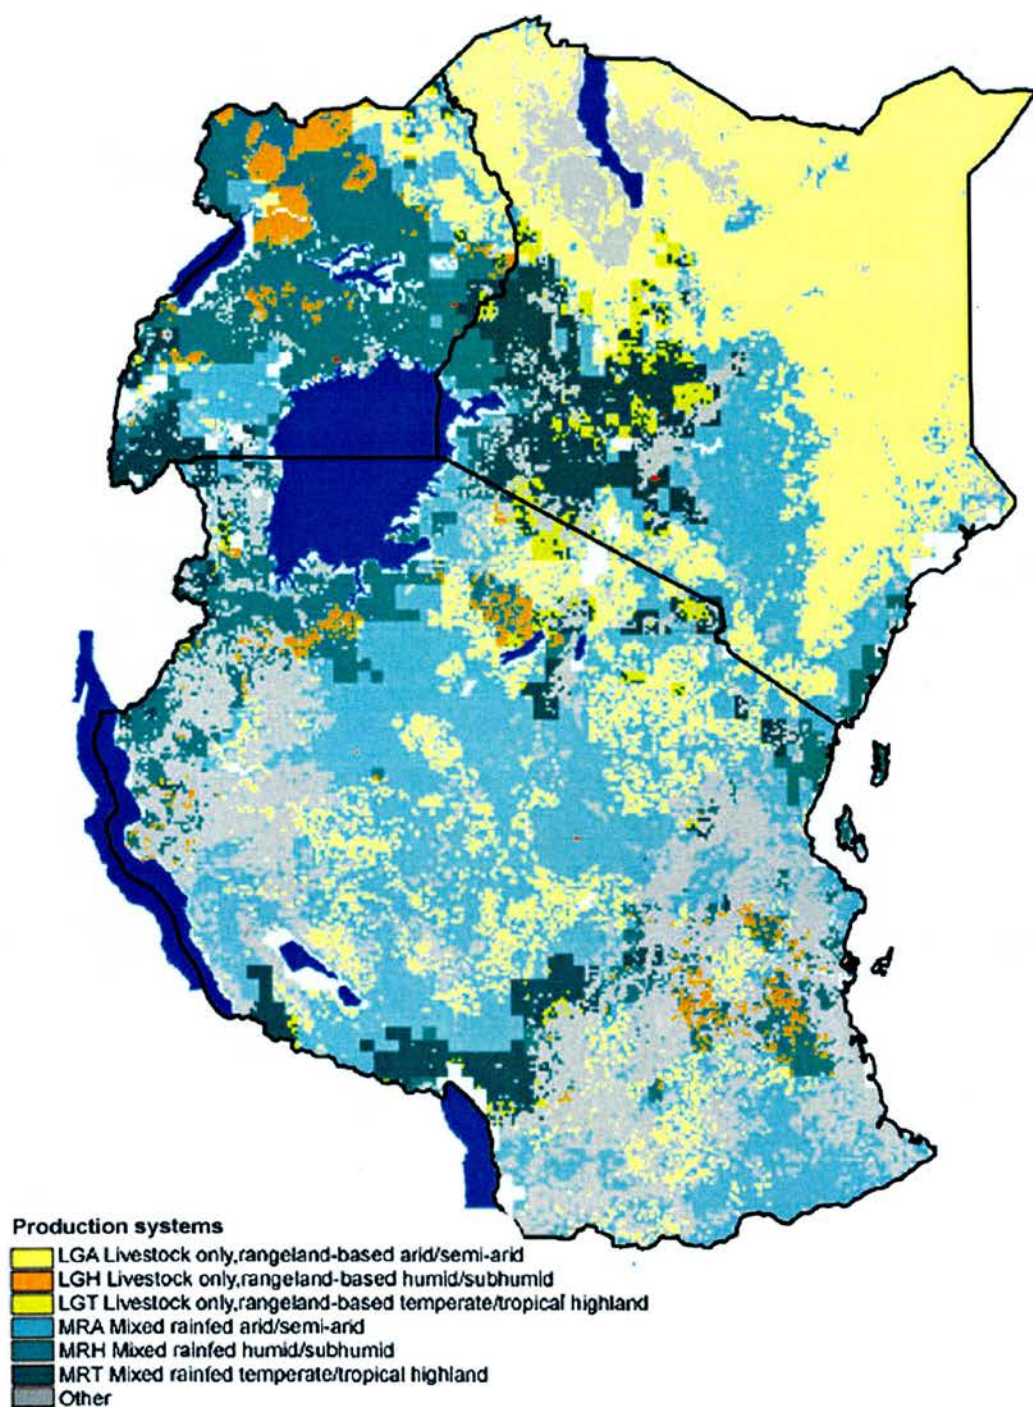 Production systems
LGA Livestock only,rangeland-based arid/semi-arid
LGH Livestock only,rangeland-based humid/subhumid
LGT Livestock only,rangeland-based temperate/tropical highland
MRA Mixed rainfed arid/semi-arid
MRH Mixed rainfed humid/subhumid
MRT Mixed rainfed temperate/tropical highland
Other